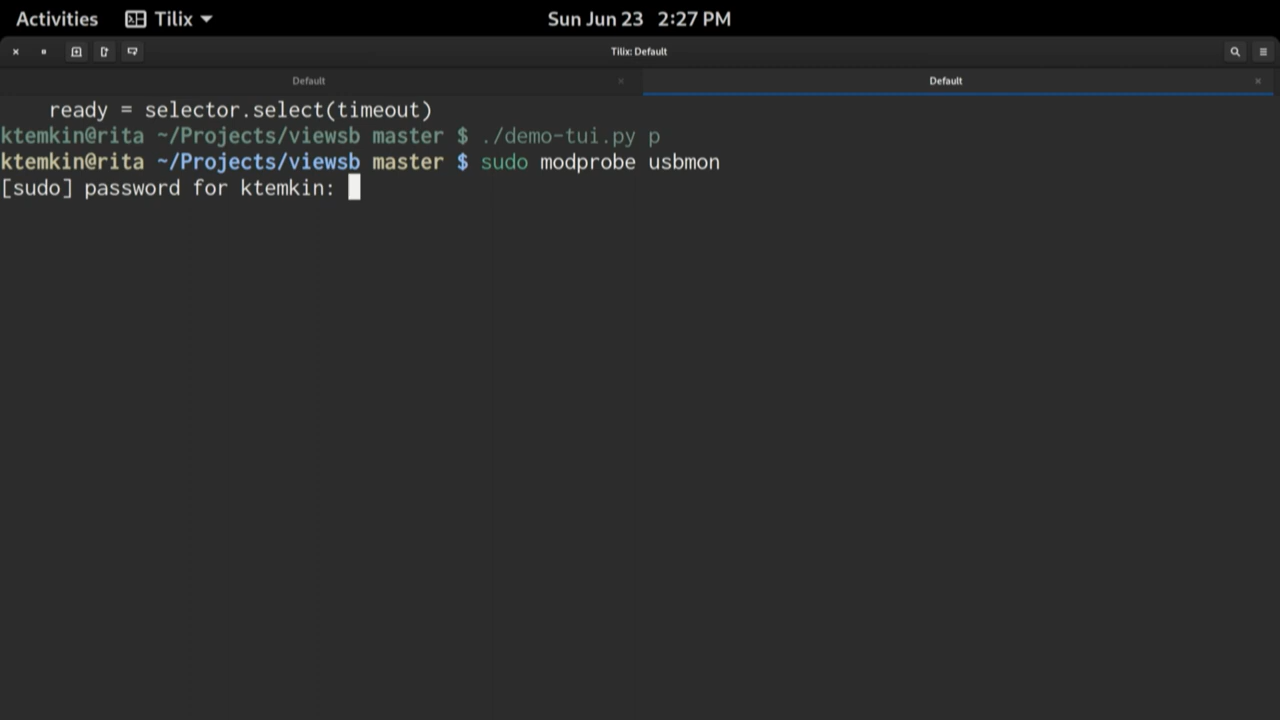 Activities Tilix Sun Jun 23 2:27 PM
Tilix: Default
Default Default
ready = selector.select(timeout)
ktemkin@rita ~/Projects/viewsb master $ ./demo-tui.py p
ktemkin@rita ~/Projects/viewsb master $ sudo modprobe usbmon
[sudo] password for ktemkin: